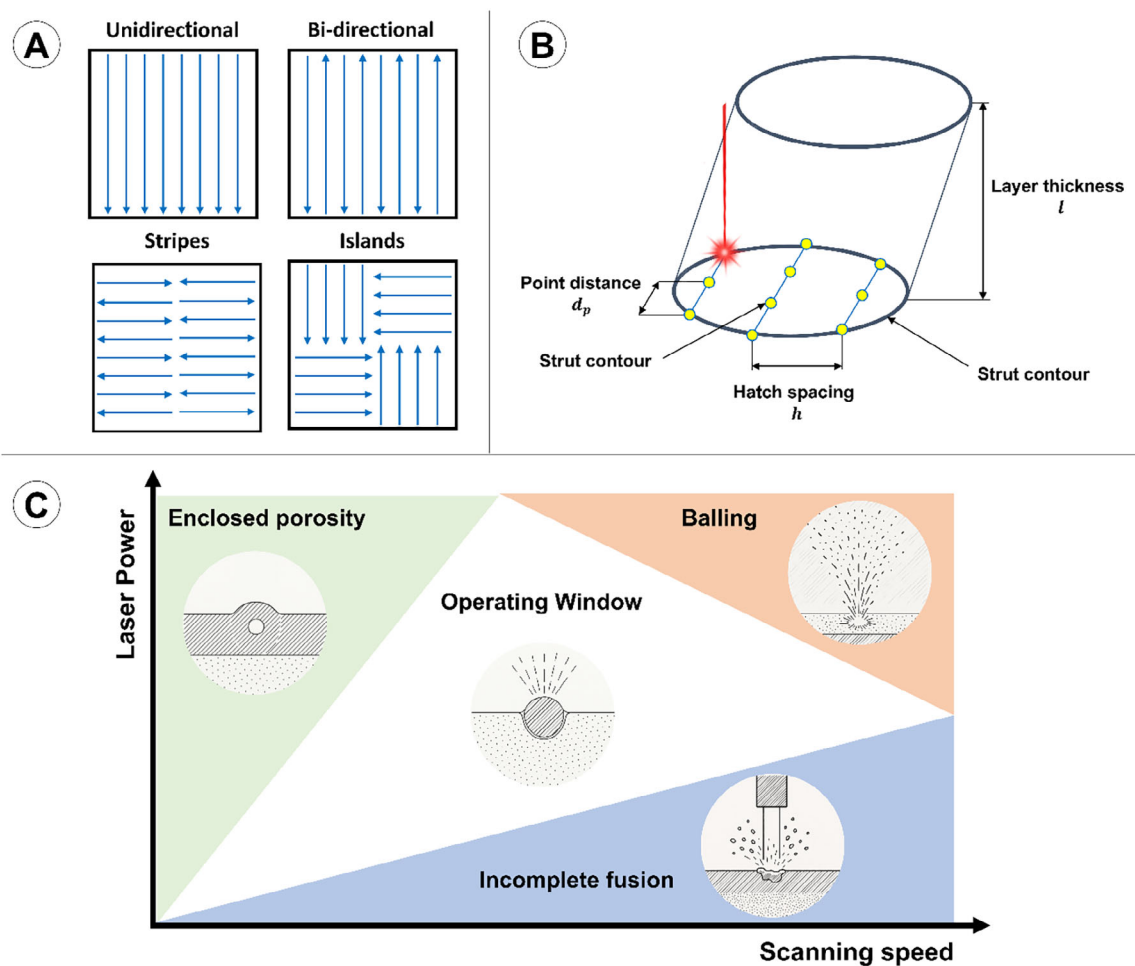 A
Unidirectional
Bi-directional
Stripes
Islands
B
Layer thickness
l
Point distance
dₚ
Strut contour
Hatch spacing
h
Strut contour
C
Laser Power
Enclosed porosity
Balling
Operating Window
Incomplete fusion
Scanning speed